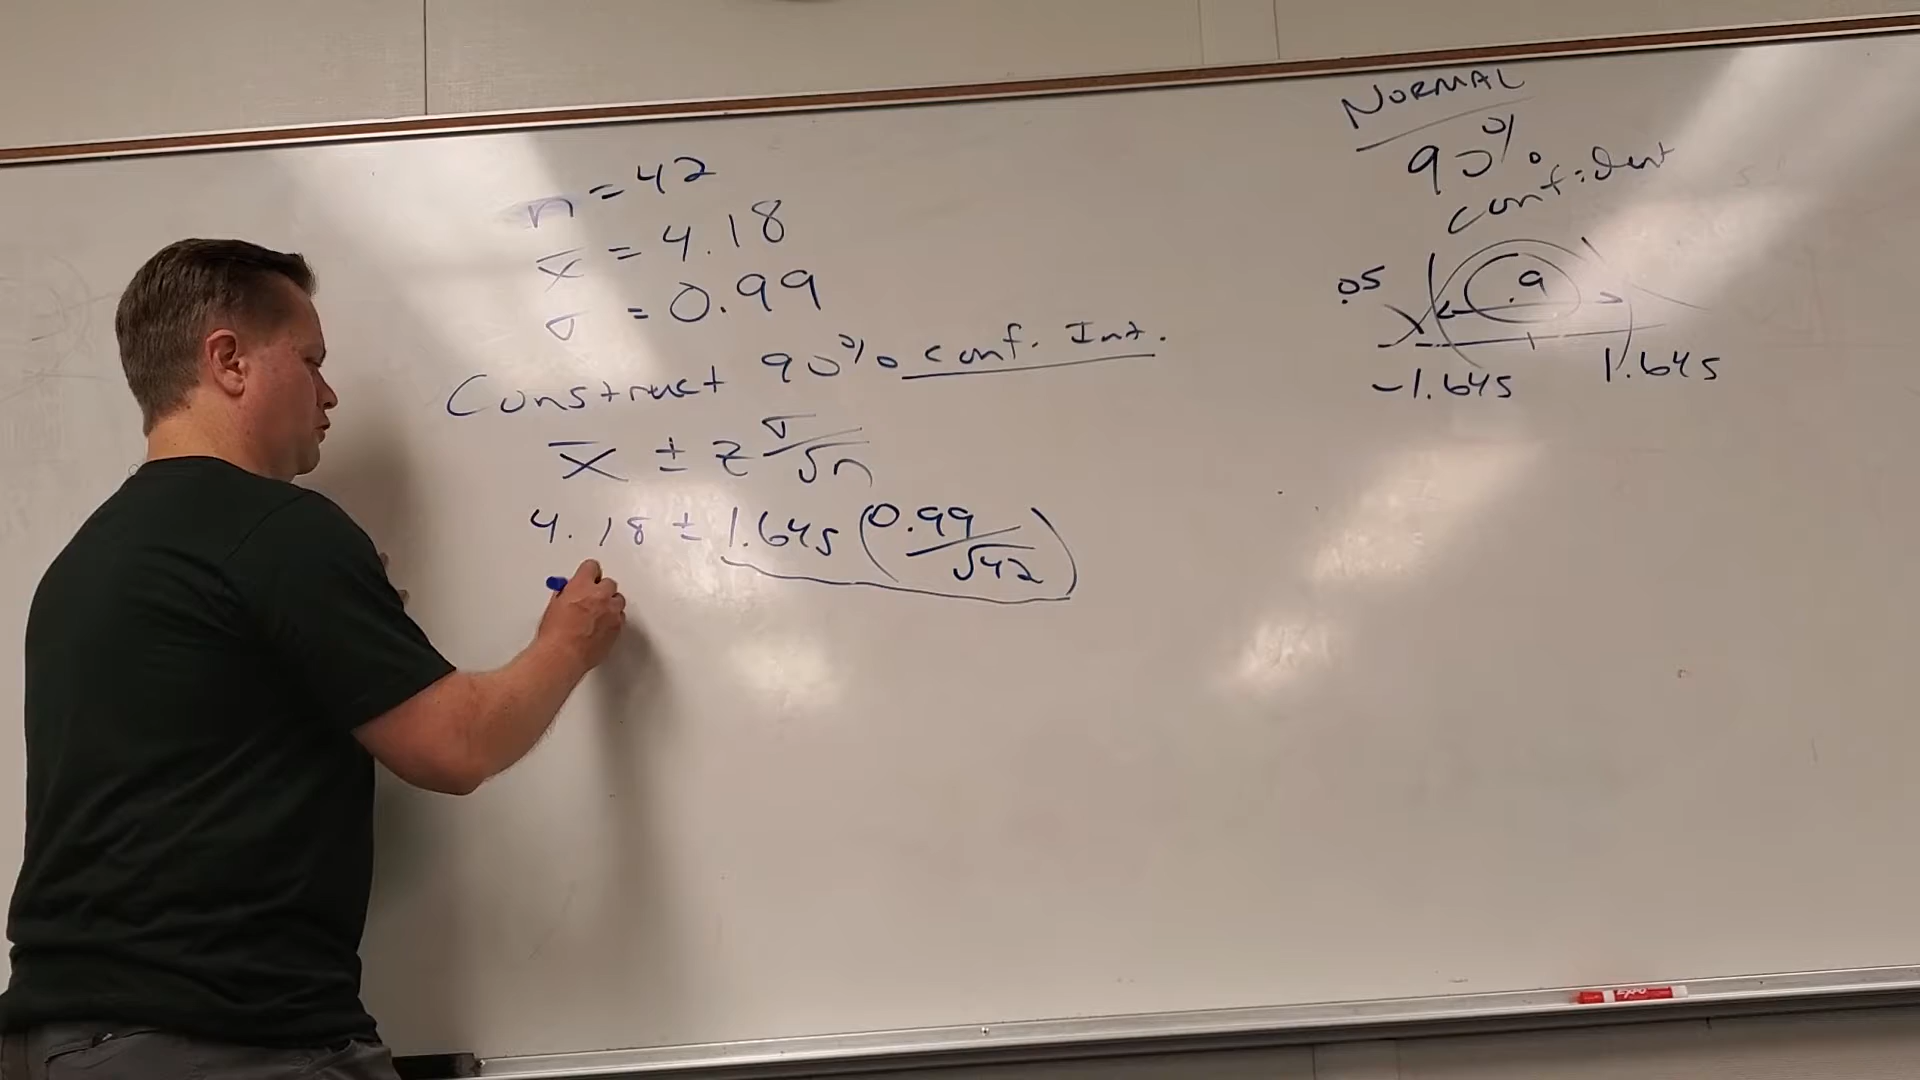 n = 42
x̄ = 4.18
σ = 0.99
Construct 90% conf. Int.
x̄ ± z σ/√n
4.18 ± 1.645 (0.99/√42)
NORMAL
90%
confident
.05
.9
-1.645
1.645
EXPO